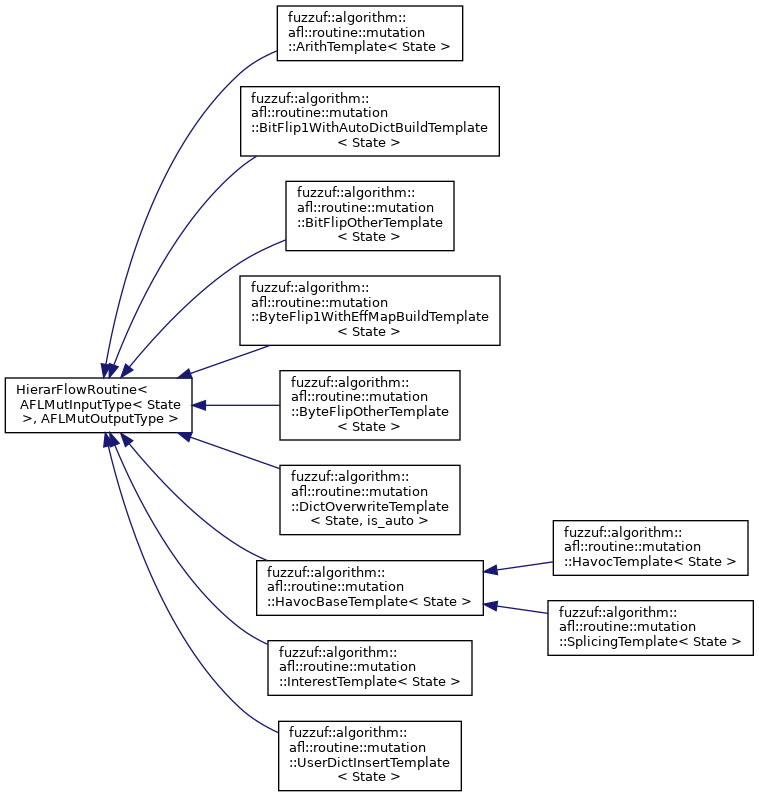 fuzzuf::algorithm::
afl::routine::mutation
::ArithTemplate< State >
fuzzuf::algorithm::
afl::routine::mutation
::BitFlip1WithAutoDictBuildTemplate
< State >
fuzzuf::algorithm::
afl::routine::mutation
::BitFlipOtherTemplate
< State >
fuzzuf::algorithm::
afl::routine::mutation
::ByteFlip1WithEffMapBuildTemplate
< State >
HierarFlowRoutine<
AFLMutInputType< State
>, AFLMutOutputType >
fuzzuf::algorithm::
afl::routine::mutation
::ByteFlipOtherTemplate
< State >
fuzzuf::algorithm::
afl::routine::mutation
::DictOverwriteTemplate
< State, is_auto >
fuzzuf::algorithm::
afl::routine::mutation
::HavocBaseTemplate< State >
fuzzuf::algorithm::
afl::routine::mutation
::HavocTemplate< State >
fuzzuf::algorithm::
afl::routine::mutation
::SplicingTemplate< State >
fuzzuf::algorithm::
afl::routine::mutation
::InterestTemplate< State >
fuzzuf::algorithm::
afl::routine::mutation
::UserDictInsertTemplate
< State >